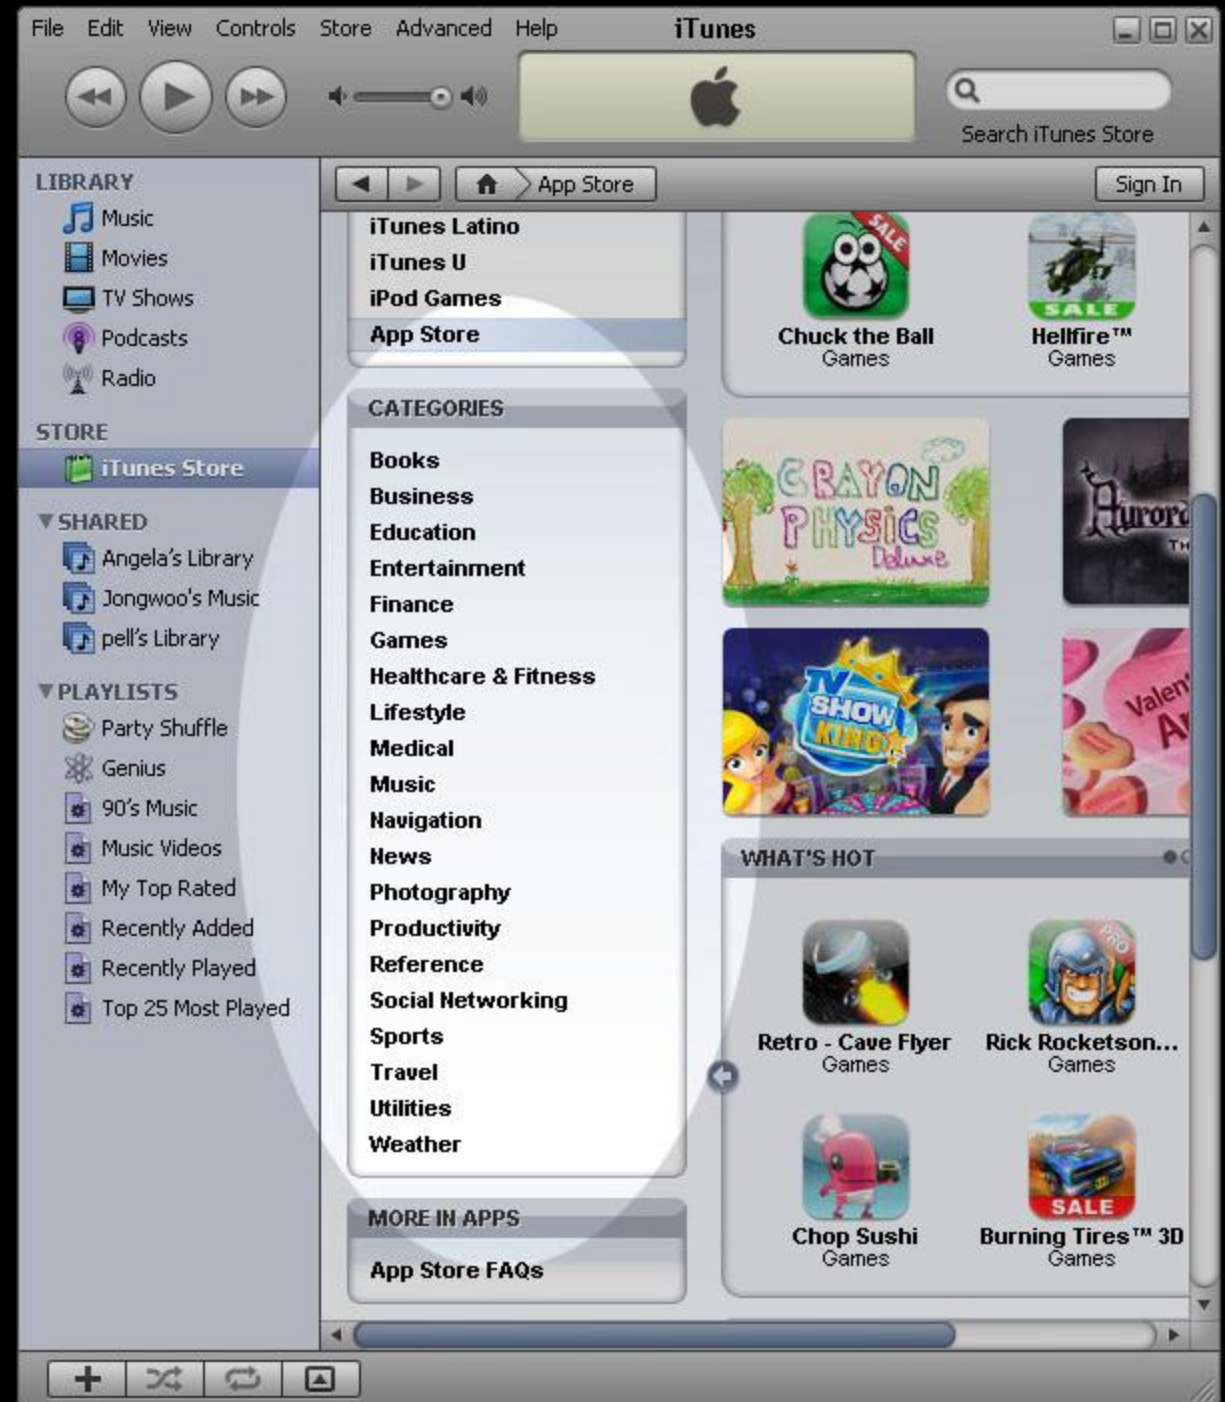 File Edit View Controls Store Advanced Help iTunes
Search iTunes Store
LIBRARY
Music
Movies
TV Shows
Podcasts
Radio
STORE
iTunes Store
SHARED
Angela's Library
Jongwoo's Music
pell's Library
PLAYLISTS
Party Shuffle
Genius
90's Music
Music Videos
My Top Rated
Recently Added
Recently Played
Top 25 Most Played
App Store Sign In
iTunes Latino
iTunes U
iPod Games
App Store
CATEGORIES
Books
Business
Education
Entertainment
Finance
Games
Healthcare & Fitness
Lifestyle
Medical
Music
Navigation
News
Photography
Productivity
Reference
Social Networking
Sports
Travel
Utilities
Weather
MORE IN APPS
App Store FAQs
SALE
SALE
Chuck the Ball Hellfire™
Games Games
CRAYON
PHYSICS
Deluxe
Auror
TH
TV
SHOW
KING
Valen
A
WHAT'S HOT
PRO
Retro - Cave Flyer Rick Rocketson...
Games Games
SALE
Chop Sushi Burning Tires™ 3D
Games Games